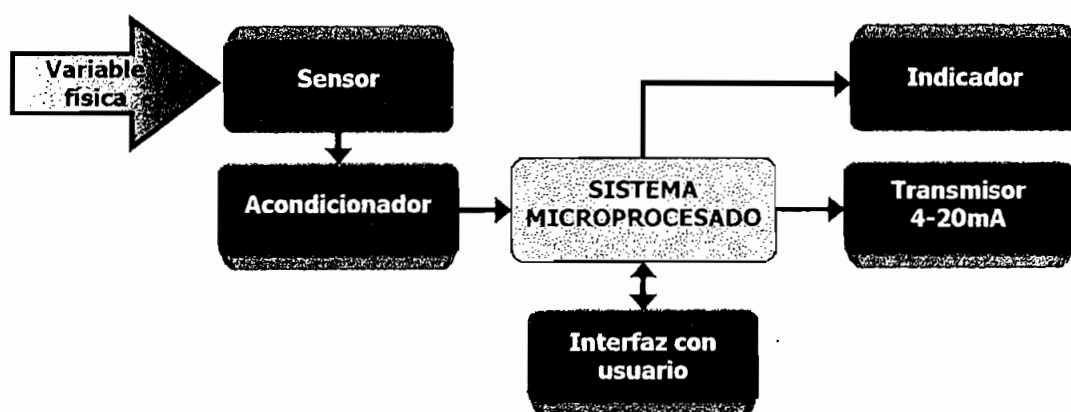 Variable
física
Sensor
Acondicionador
SISTEMA
MICROPROCESADO
Indicador
Transmisor
4-20mA
Interfaz con
usuario